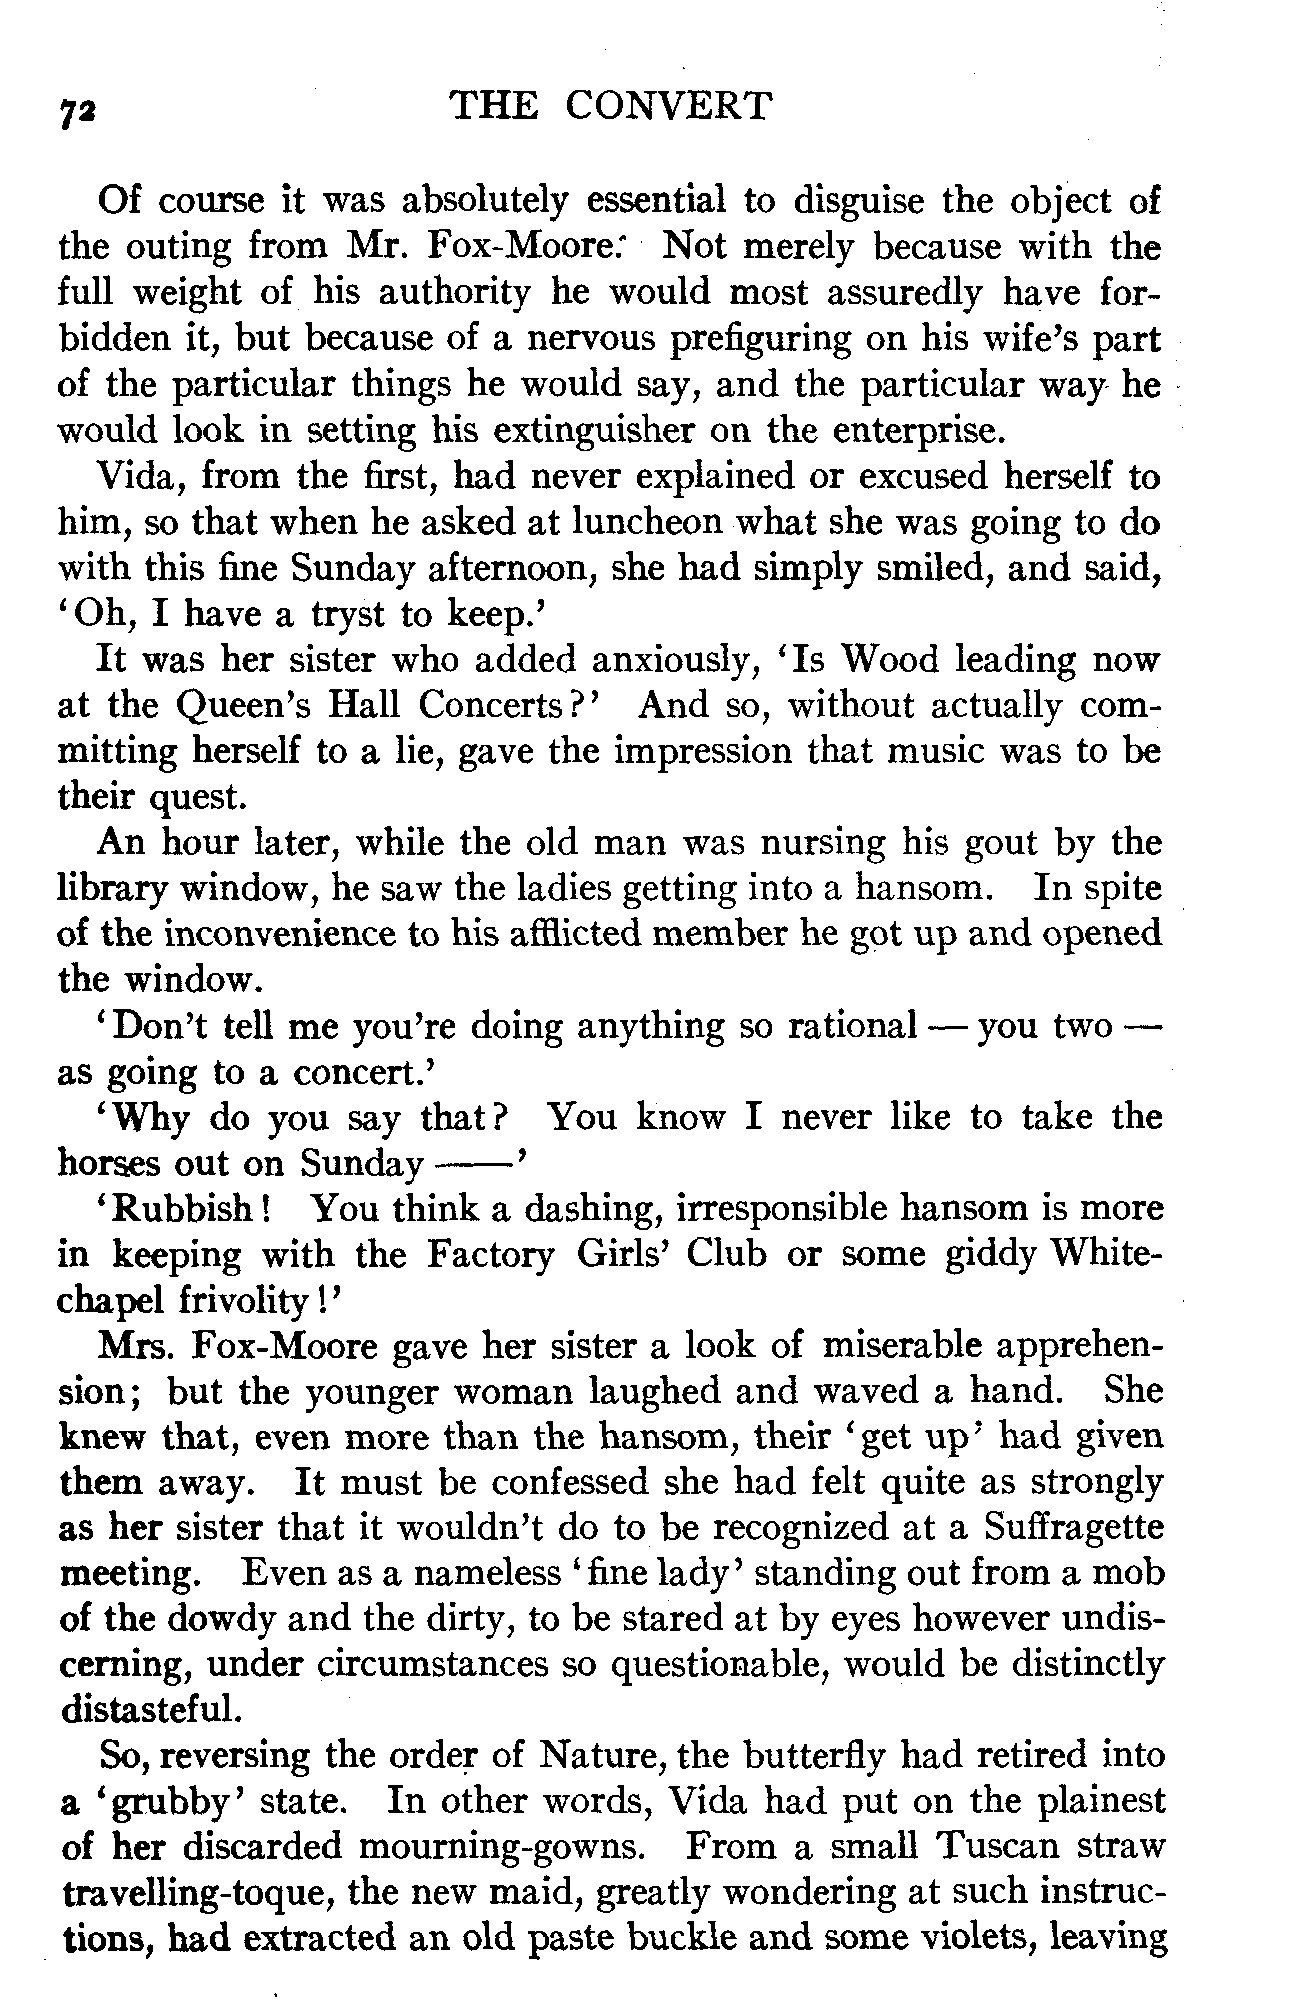 72 THE CONVERT
Of course it was absolutely essential to disguise the object of
the outing from Mr. Fox-Moore. Not merely because with the
full weight of his authority he would most assuredly have for-
bidden it, but because of a nervous prefiguring on his wife's part
of the particular things he would say, and the particular way he
would look in setting his extinguisher on the enterprise.
Vida, from the first, had never explained or excused herself to
him, so that when he asked at luncheon what she was going to do
with this fine Sunday afternoon, she had simply smiled, and said,
'Oh, I have a tryst to keep.'
It was her sister who added anxiously, 'Is Wood leading now
at the Queen's Hall Concerts?' And so, without actually com-
mitting herself to a lie, gave the impression that music was to be
their quest.
An hour later, while the old man was nursing his gout by the
library window, he saw the ladies getting into a hansom. In spite
of the inconvenience to his afflicted member he got up and opened
the window.
'Don't tell me you're doing anything so rational — you two —
as going to a concert.'
'Why do you say that? You know I never like to take the
horses out on Sunday ——'
'Rubbish! You think a dashing, irresponsible hansom is more
in keeping with the Factory Girls' Club or some giddy White-
chapel frivolity!'
Mrs. Fox-Moore gave her sister a look of miserable apprehen-
sion; but the younger woman laughed and waved a hand. She
knew that, even more than the hansom, their 'get up' had given
them away. It must be confessed she had felt quite as strongly
as her sister that it wouldn't do to be recognized at a Suffragette
meeting. Even as a nameless 'fine lady' standing out from a mob
of the dowdy and the dirty, to be stared at by eyes however undis-
cerning, under circumstances so questionable, would be distinctly
distasteful.
So, reversing the order of Nature, the butterfly had retired into
a 'grubby' state. In other words, Vida had put on the plainest
of her discarded mourning-gowns. From a small Tuscan straw
travelling-toque, the new maid, greatly wondering at such instruc-
tions, had extracted an old paste buckle and some violets, leaving